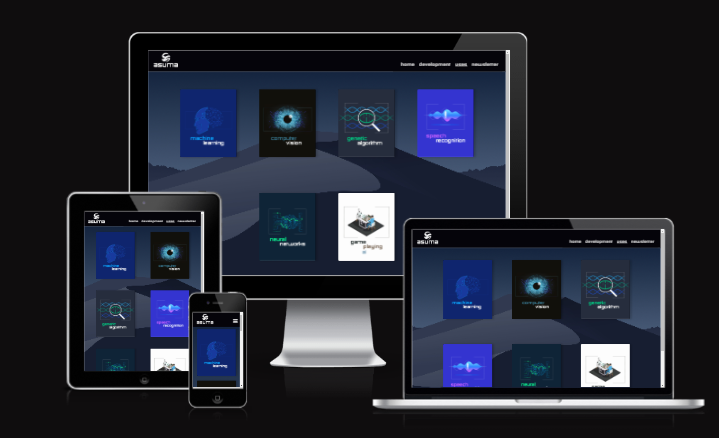 asuma
home development uses newsletter
machine
learning
computer
vision
genetic
algorithm
speech
recognition
neural
networks
game
playing
asuma
home development uses newsletter
machine
learning
computer
vision
genetic
algorithm
speech
recognition
asuma
machine
learning
asuma
home development uses newsletter
machine
learning
computer
vision
genetic
algorithm
speech
recognition
neural